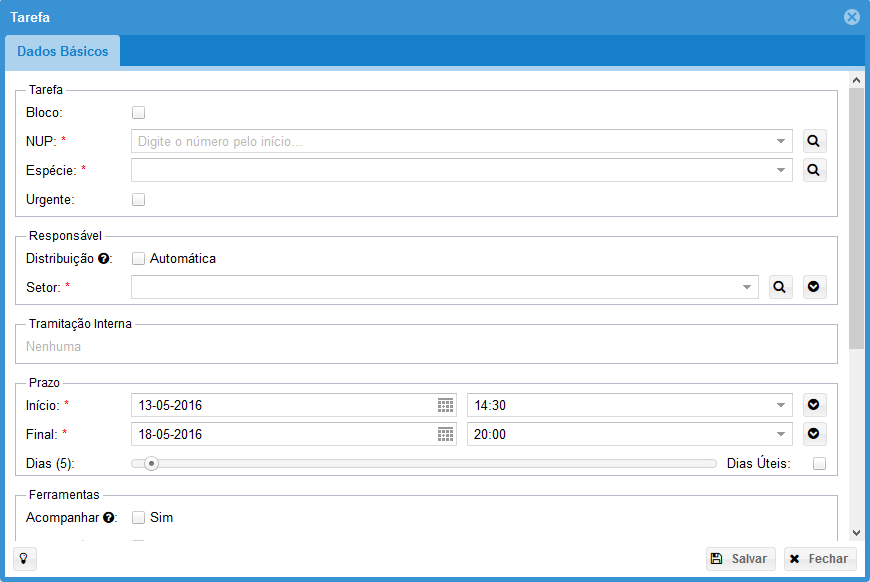 Tarefa
Dados Básicos
Tarefa
Bloco:
NUP: * Digite o número pelo início...
Espécie: *
Urgente:
Responsável
Distribuição ?: Automática
Setor: *
Tramitação Interna
Nenhuma
Prazo
Início: * 13-05-2016 14:30
Final: * 18-05-2016 20:00
Dias (5): Dias Úteis:
Ferramentas
Acompanhar ?: Sim
Salvar Fechar